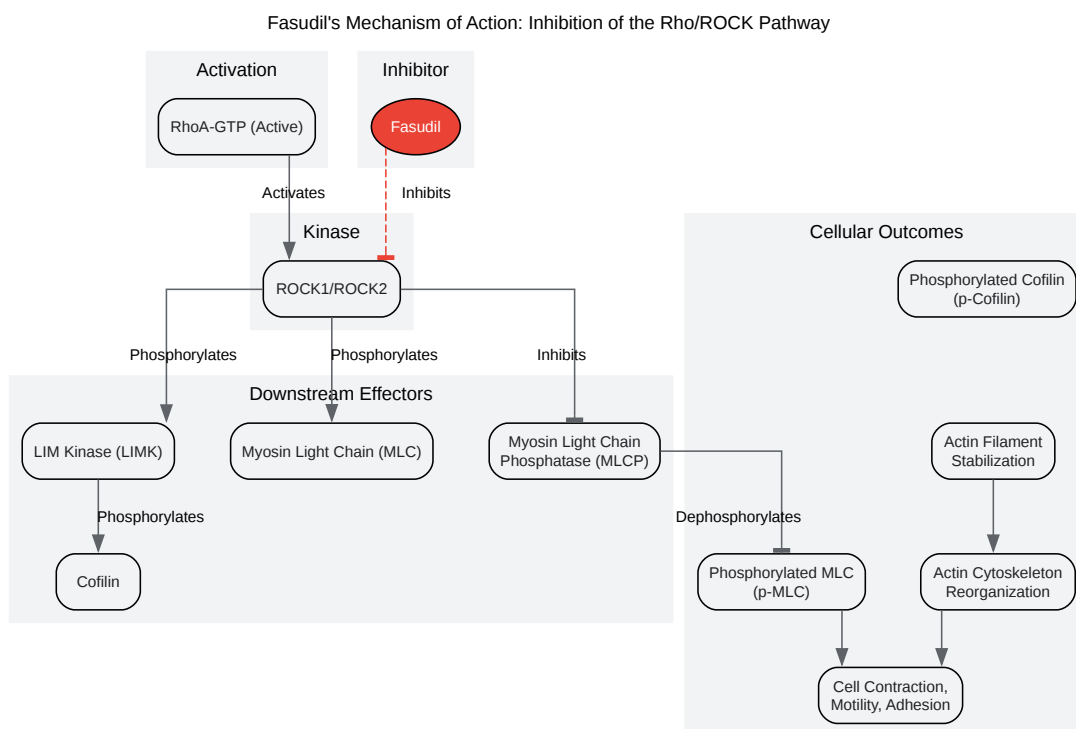 Fasudil's Mechanism of Action: Inhibition of the Rho/ROCK Pathway
Activation
Inhibitor
RhoA-GTP (Active)
Fasudil
Activates
Inhibits
Kinase
Cellular Outcomes
ROCK1/ROCK2
Phosphorylated Cofilin
(p-Cofilin)
Phosphorylates
Phosphorylates
Inhibits
Downstream Effectors
LIM Kinase (LIMK)
Myosin Light Chain (MLC)
Myosin Light Chain
Phosphatase (MLCP)
Actin Filament
Stabilization
Phosphorylates
Dephosphorylates
Cofilin
Phosphorylated MLC
(p-MLC)
Actin Cytoskeleton
Reorganization
Cell Contraction,
Motility, Adhesion